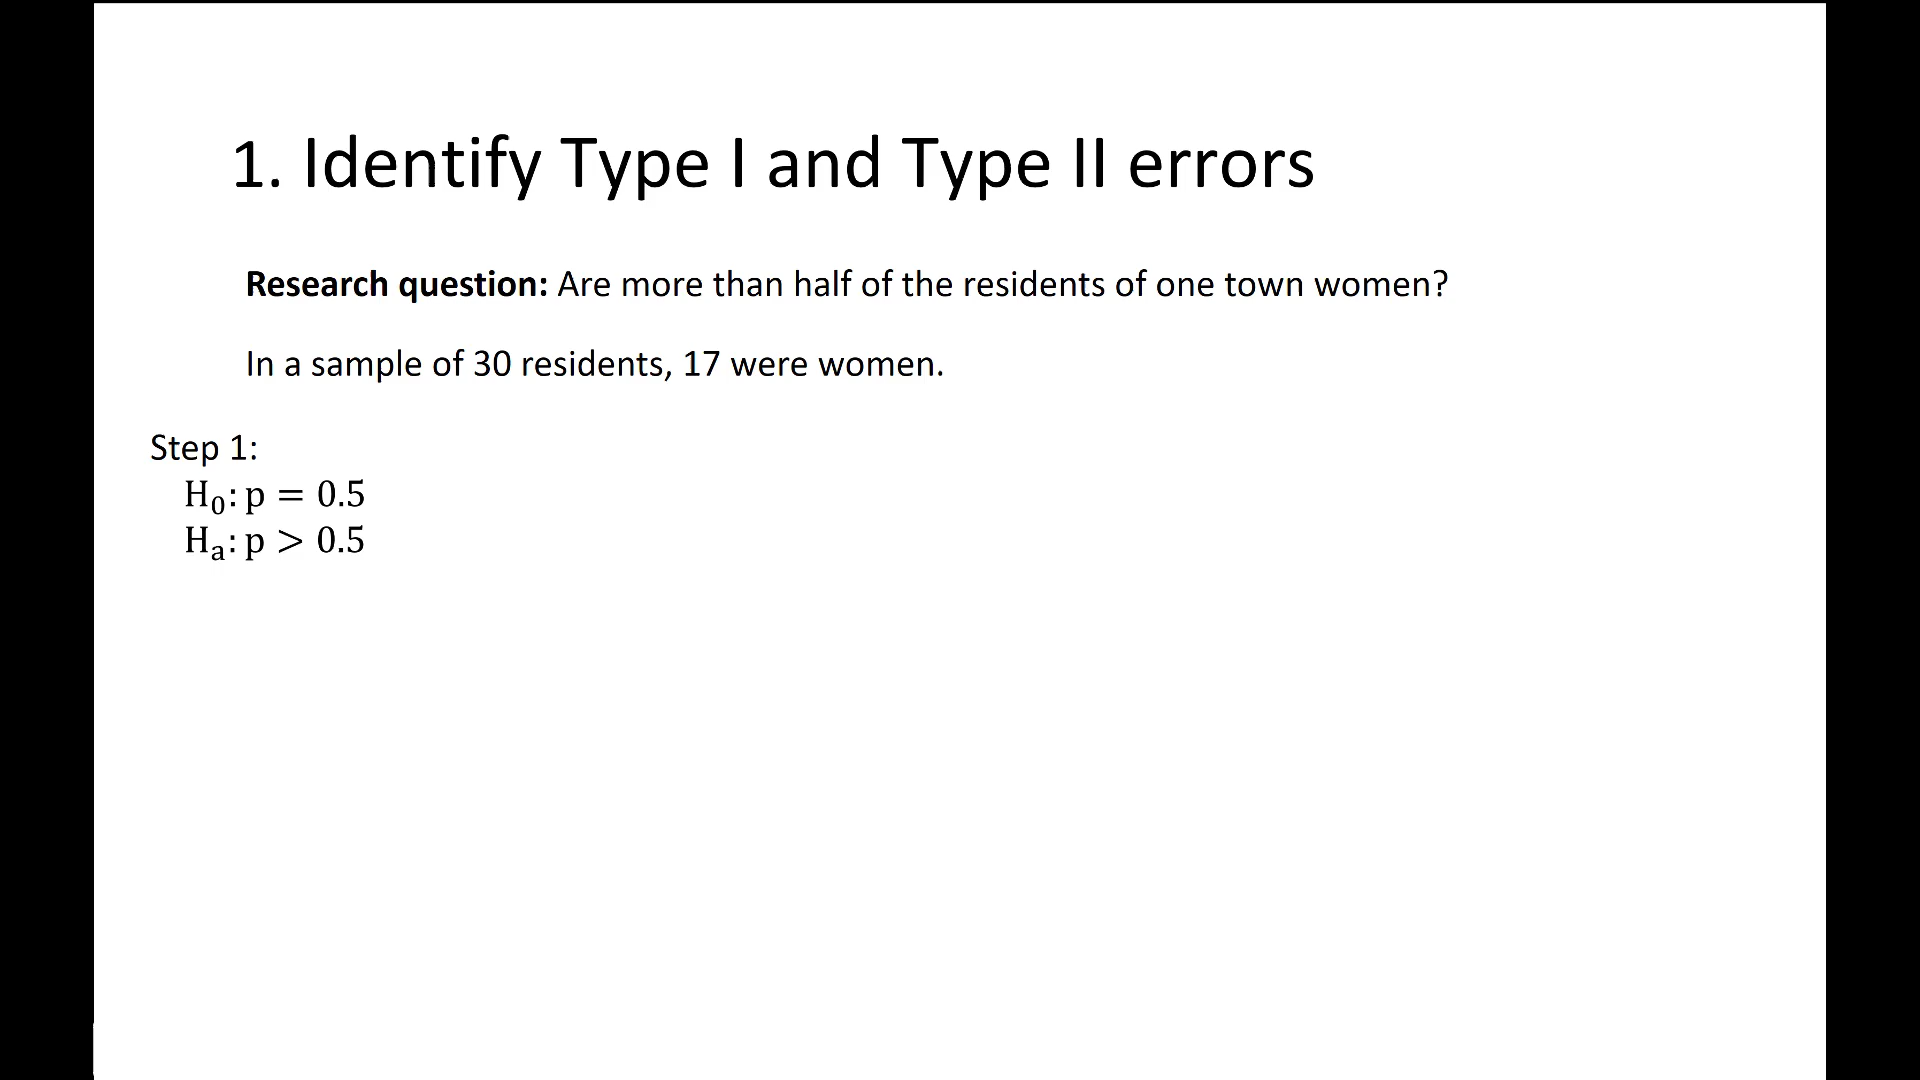 1. Identify Type I and Type II errors
Research question: Are more than half of the residents of one town women?
In a sample of 30 residents, 17 were women.
Step 1:
H₀: p = 0.5
Hₐ: p > 0.5